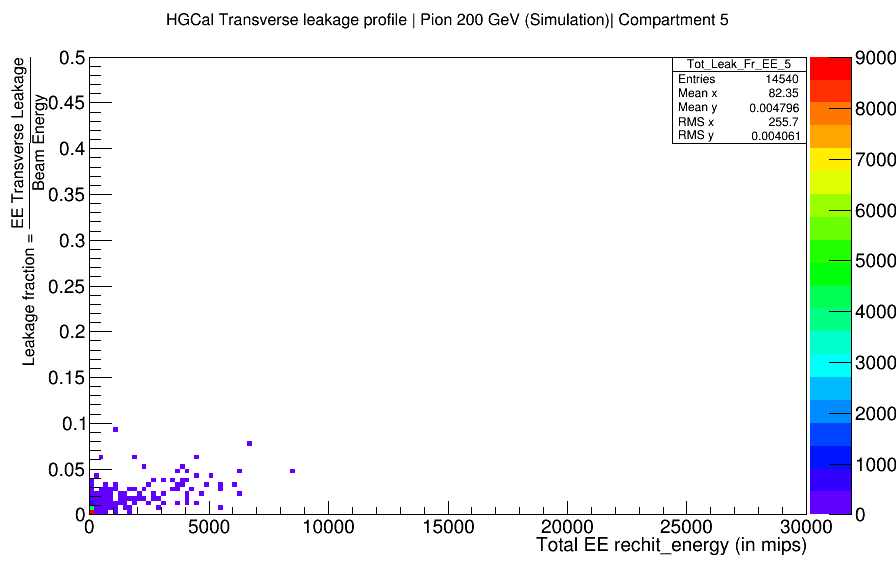 HGCal Transverse leakage profile | Pion 200 GeV (Simulation)| Compartment 5
Leakage fraction = EE Transverse Leakage
Beam Energy
0.5
0.45
0.4
0.35
0.3
0.25
0.2
0.15
0.1
0.05
0
Tot_Leak_Fr_EE_5
Entries 14540
Mean x 82.35
Mean y 0.004796
RMS x 255.7
RMS y 0.004061
9000
8000
7000
6000
5000
4000
3000
2000
1000
0
0 5000 10000 15000 20000 25000 30000
Total EE rechit_energy (in mips)